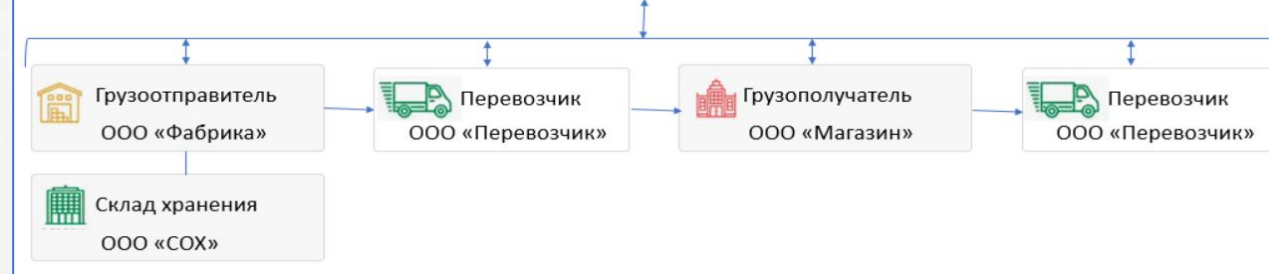 Грузоотправитель
ООО «Фабрика»
Перевозчик
ООО «Перевозчик»
Грузополучатель
ООО «Магазин»
Перевозчик
ООО «Перевозчик»
Склад хранения
ООО «СОХ»